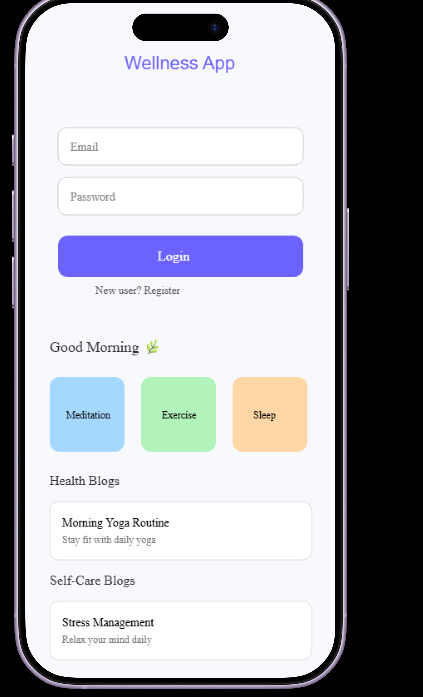 Wellness App
Email
Password
Login
New user? Register
Good Morning 🌿
Meditation Exercise Sleep
Health Blogs
Morning Yoga Routine
Stay fit with daily yoga
Self-Care Blogs
Stress Management
Relax your mind daily